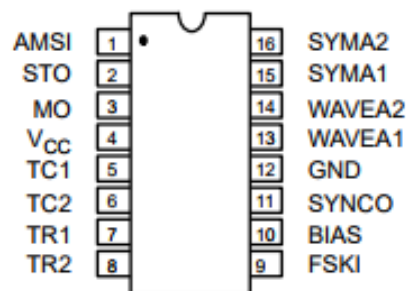 AMSI 1 16 SYMA2
STO 2 15 SYMA1
MO 3 14 WAVEA2
VCC 4 13 WAVEA1
TC1 5 12 GND
TC2 6 11 SYNCO
TR1 7 10 BIAS
TR2 8 9 FSKI